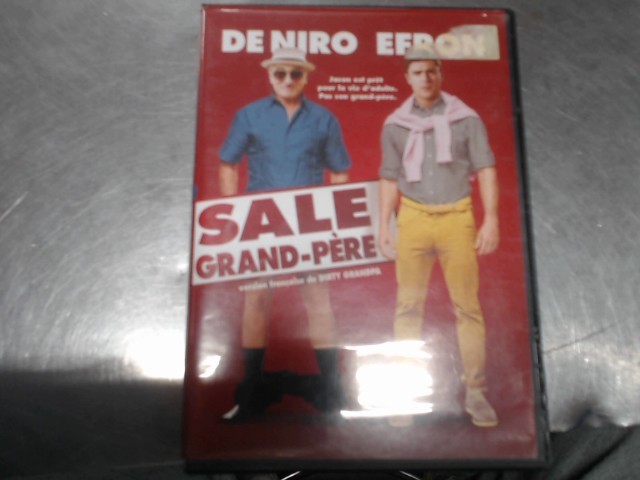 DE NIRO EFRON
Jason est prêt
pour la vie d'adulte.
Pas son grand-père.
SALE
GRAND-PÈRE
version française de DIRTY GRANDPA